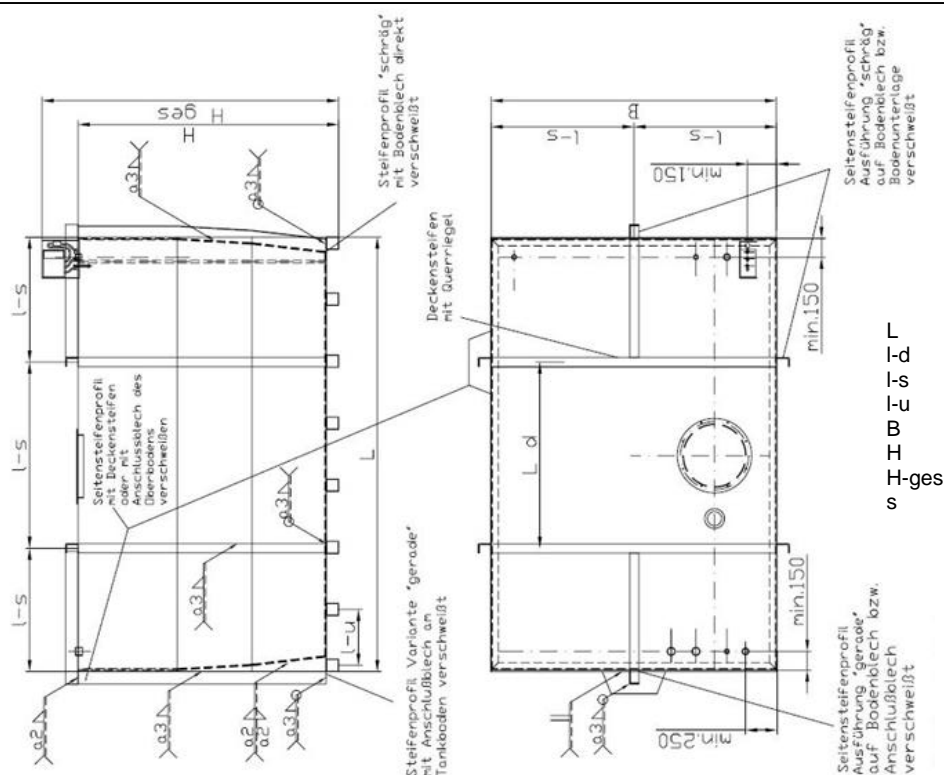 H
ges
H
Steifenprofil "schräg"
mit Bodenblech direkt
verschweißt
a3
a3
l-s
l-s
l-s
Seitensteifenprofil
mit Deckensteifen
oder mit
Anschlussblech des
Überbodens
verschweißen
L
a3
a3
l-u
a2
a3
a2
a2
a3
Steifenprofil Variante "gerade"
mit Anschlußblech an
Tankboden verschweißt
B
l-s
l-s
min.150
Seitensteifenprofil
Ausführung "schräg"
auf Bodenblech bzw.
Bodenunterlage
verschweißt
Deckensteifen
mit Querriegel
min.150
L d
min.150
a3
min.250
Seitensteifenprofil
Ausführung "gerade"
auf Bodenblech bzw.
Anschlußblech
verschweißt
L
l-d
l-s
l-u
B
H
H-ges
s